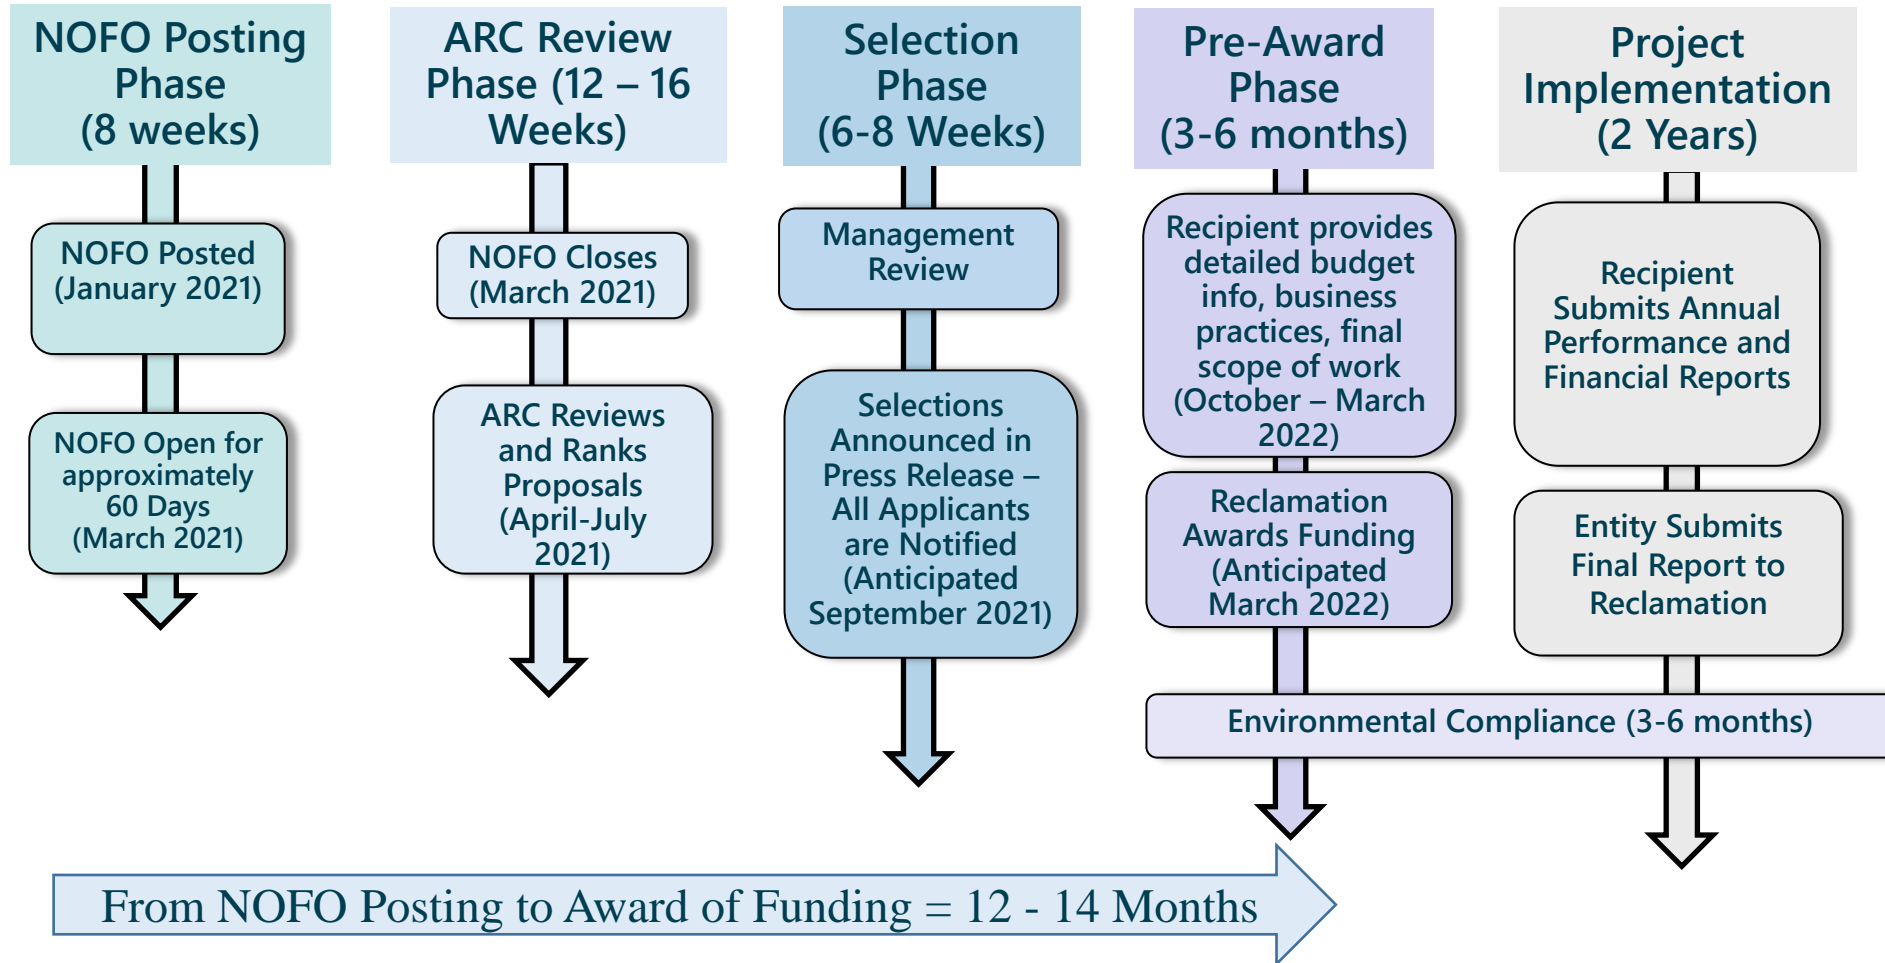 NOFO Posting
Phase
(8 weeks)
NOFO Posted
(January 2021)
NOFO Open for
approximately
60 Days
(March 2021)
ARC Review
Phase (12 – 16
Weeks)
NOFO Closes
(March 2021)
ARC Reviews
and Ranks
Proposals
(April-July
2021)
Selection
Phase
(6-8 Weeks)
Management
Review
Selections
Announced in
Press Release –
All Applicants
are Notified
(Anticipated
September 2021)
Pre-Award
Phase
(3-6 months)
Recipient provides
detailed budget
info, business
practices, final
scope of work
(October – March
2022)
Reclamation
Awards Funding
(Anticipated
March 2022)
Project
Implementation
(2 Years)
Recipient
Submits Annual
Performance and
Financial Reports
Entity Submits
Final Report to
Reclamation
Environmental Compliance (3-6 months)
From NOFO Posting to Award of Funding = 12 - 14 Months